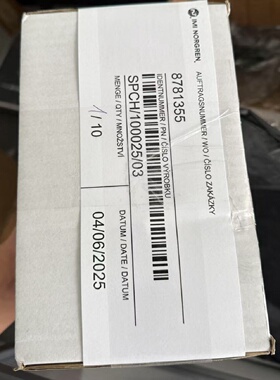 IMI NORGREN
AUFTRAGSNUMMER / WO / ČÍSLO ZAKÁZKY
8781355
IDENTNUMMER / PN / ČÍSLO VÝROBKU
SPCH/100025/03
MENGE / QTY / MNOŽSTVÍ
1/10
DATUM / DATE / DATUM
04/06/2025